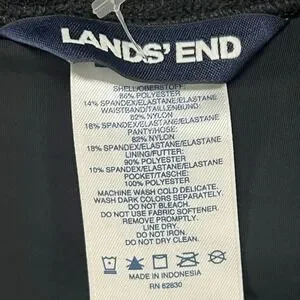 LANDS' END
SHELL/OBERSTOFF:
86% POLYESTER
14% SPANDEX/ELASTANE/ELASTANE
WAISTBAND/TAILLENBUND:
82% NYLON
18% SPANDEX/ELASTANE/ELASTANE
PANTY/HOSE:
82% NYLON
18% SPANDEX/ELASTANE/ELASTANE
LINING/FUTTER:
90% POLYESTER
10% SPANDEX/ELASTANE/ELASTANE
POCKET/TASCHE:
100% POLYESTER
MACHINE WASH COLD DELICATE.
WASH DARK COLORS SEPARATELY.
DO NOT BLEACH.
DO NOT USE FABRIC SOFTENER.
REMOVE PROMPTLY.
LINE DRY.
DO NOT IRON.
DO NOT DRY CLEAN.
MADE IN INDONESIA
RN 62830